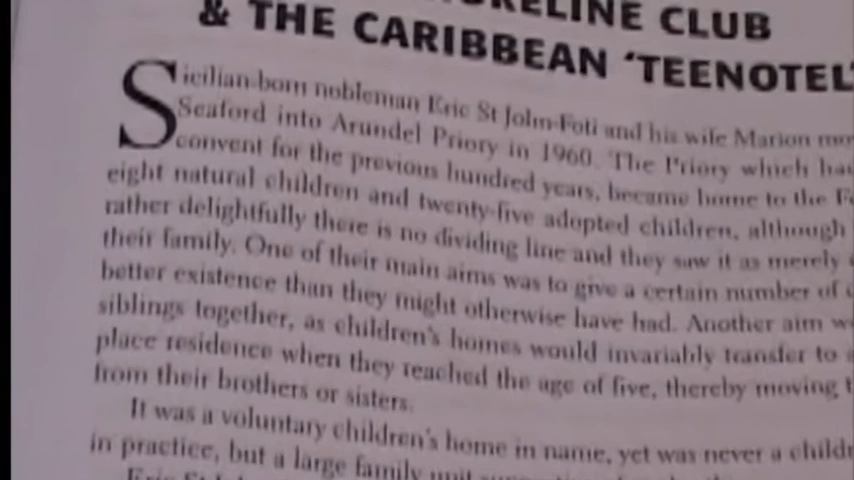 CLUB
& THE CARIBBEAN 'TEENOTEL'
Sicilian-born nobleman Eric St John-Foti and his wife Marion
Seaford into Arundel Priory in 1960. The Priory which
convent for the previous hundred years, became home to the
eight natural children and twenty-five adopted children, although
rather delightfully there is no dividing line and they saw it as merely
their family. One of their main aims was to give a certain number of
better existence than they might otherwise have had. Another aim
siblings together, as children's homes would invariably transfer to
place residence when they reached the age of five, thereby moving
from their brothers or sisters.
It was a voluntary children's home in name, yet was never a
in practice, but a large family unit